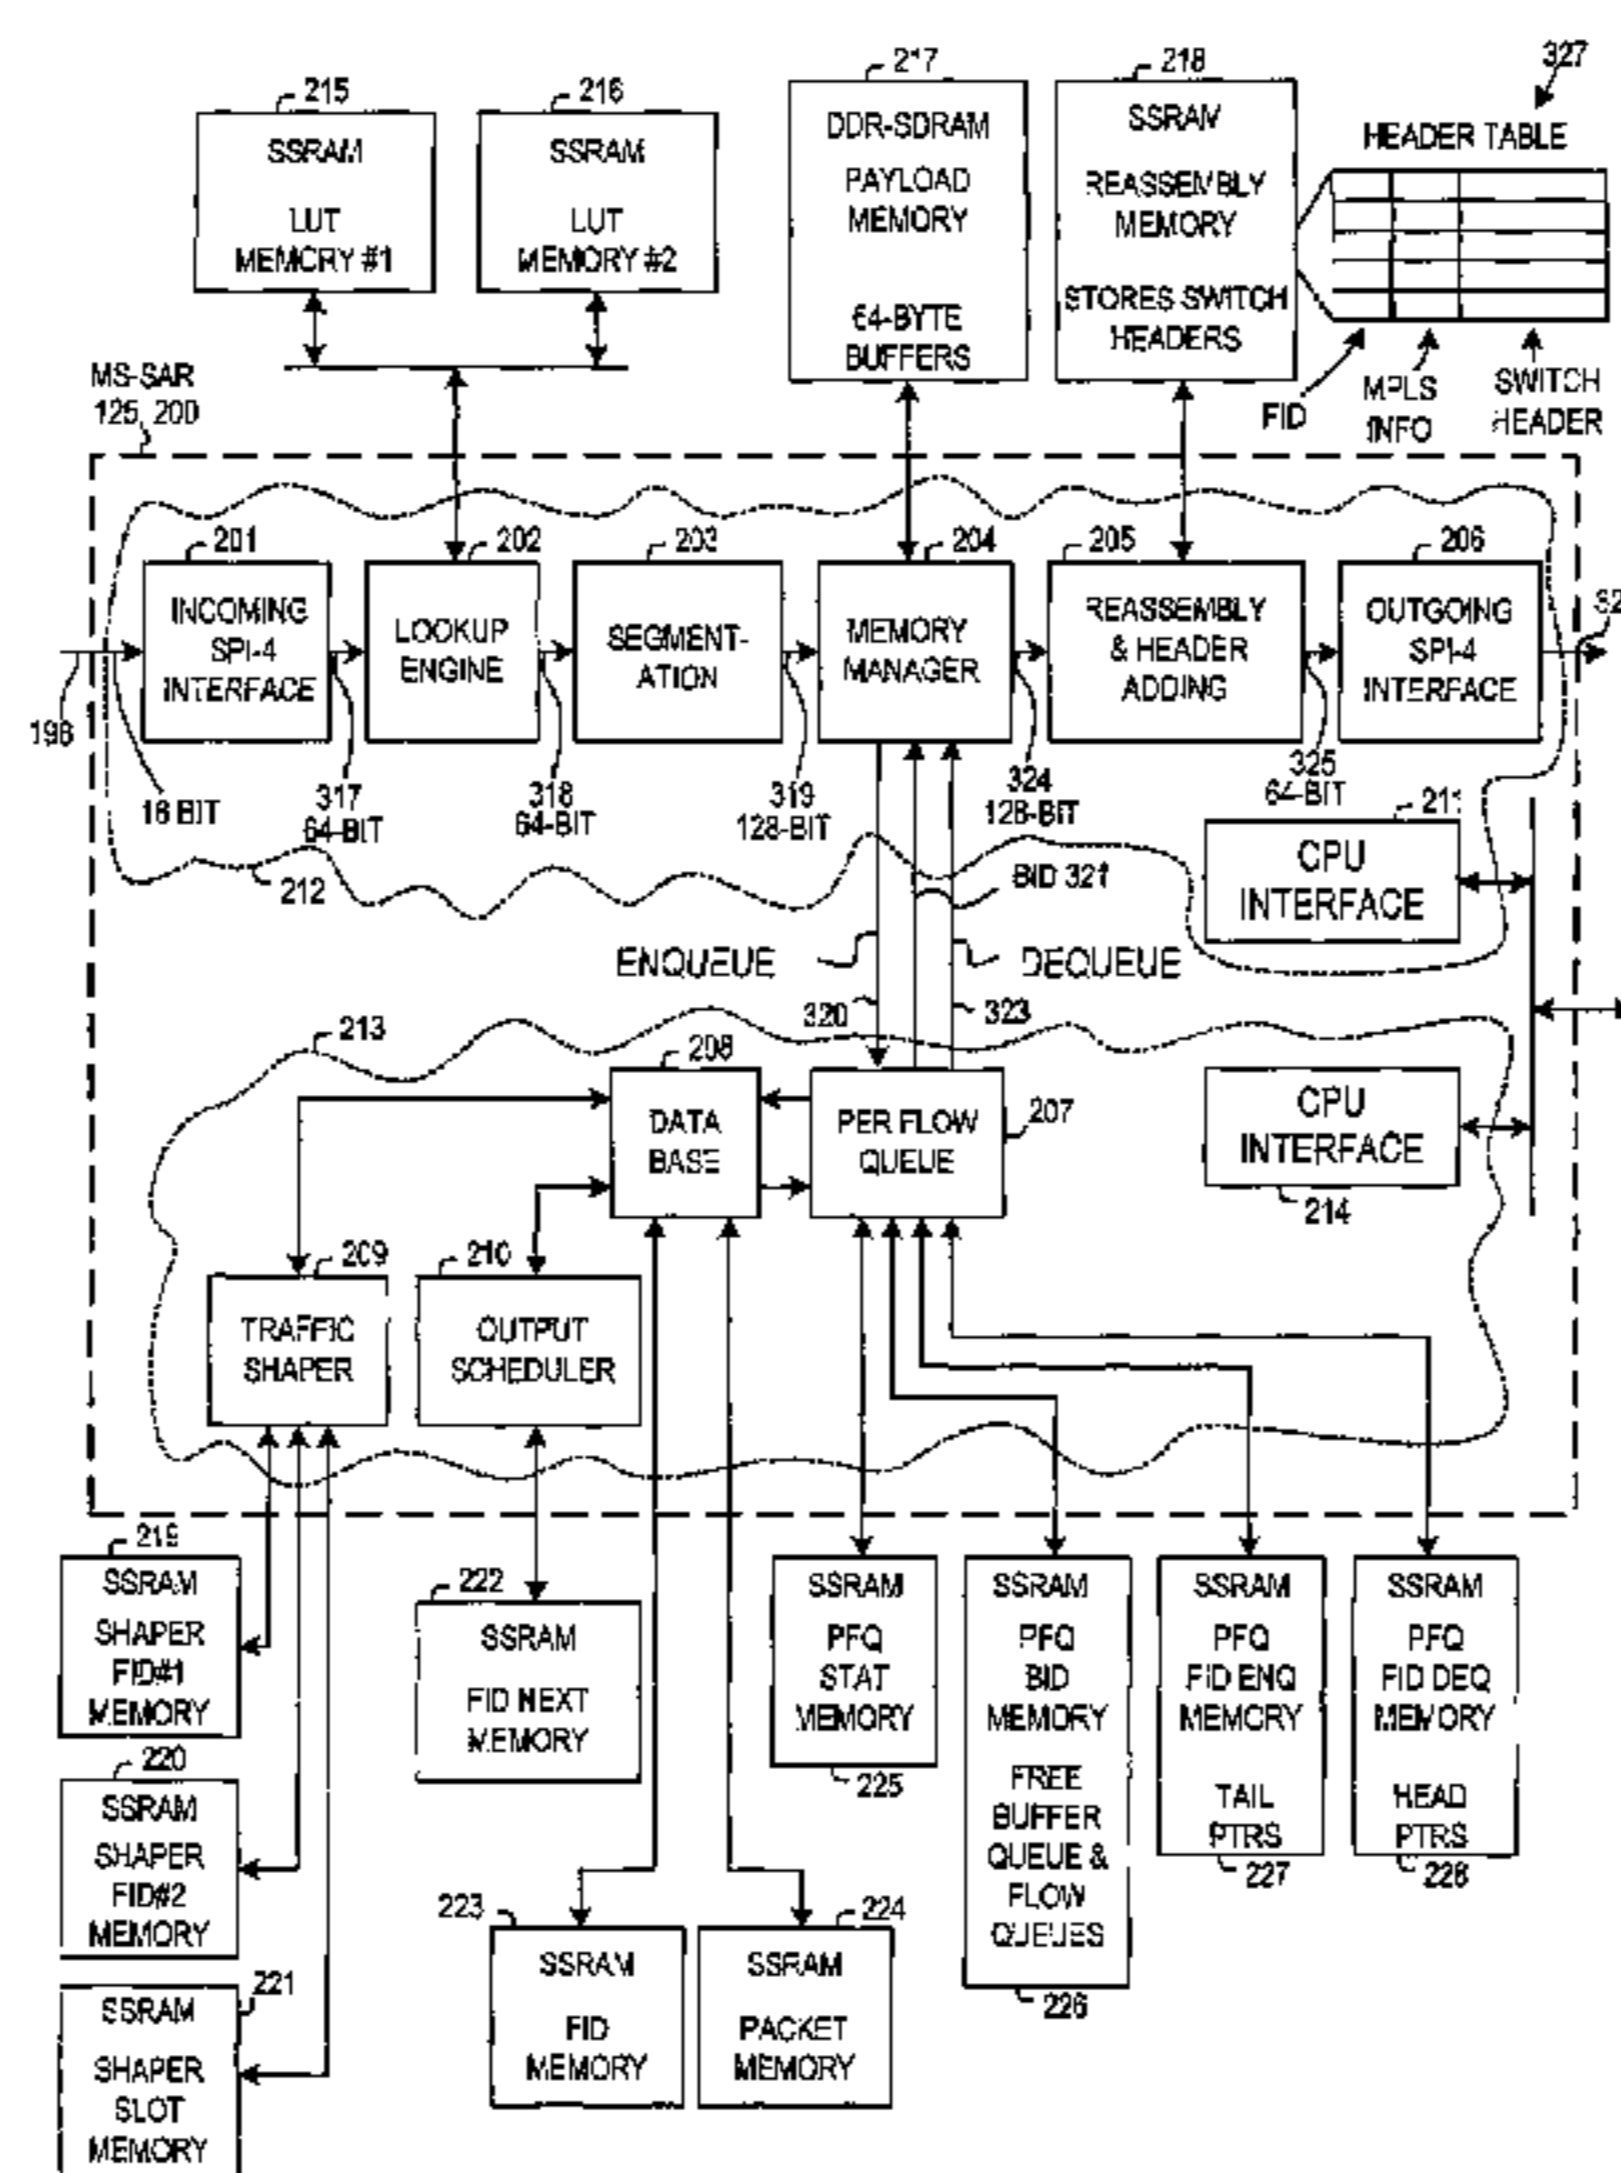 217
218
327
215
216
SSRAM
LUT
MEMORY #1
SSRAM
LUT
MEMORY #2
DDR-SDRAM
PAYLOAD
MEMORY
64-BYTE
BUFFERS
SSRAM
REASSEMBLY
MEMORY
STORES SWITCH
HEADERS
HEADER TABLE
FID
MPLS
INFO
SWITCH
HEADER
MS-SAR
125, 200
201
202
203
204
205
206
INCOMING
SPI-4
INTERFACE
LOOKUP
ENGINE
SEGMENT-
ATION
MEMORY
MANAGER
REASSEMBLY
& HEADER
ADDING
OUTGOING
SPI-4
INTERFACE
198
16 BIT
317
64-BIT
318
64-BIT
319
128-BIT
324
128-BIT
325
64-BIT
211
CPU
INTERFACE
212
BID 321
ENQUEUE
DEQUEUE
320
323
213
208
DATA
BASE
PER FLOW
QUEUE
207
CPU
INTERFACE
214
209
210
TRAFFIC
SHAPER
OUTPUT
SCHEDULER
219
SSRAM
SHAPER
FID#1
MEMORY
222
SSRAM
FID NEXT
MEMORY
SSRAM
PFQ
STAT
MEMORY
225
SSRAM
PFQ
BID
MEMORY
FREE
BUFFER
QUEUE &
FLOW
QUEUES
226
SSRAM
PFQ
FID ENQ
MEMORY
TAIL
PTRS
227
SSRAM
PFQ
FID DEQ
MEMORY
HEAD
PTRS
228
220
SSRAM
SHAPER
FID#2
MEMORY
223
SSRAM
FID
MEMORY
224
SSRAM
PACKET
MEMORY
221
SSRAM
SHAPER
SLOT
MEMORY